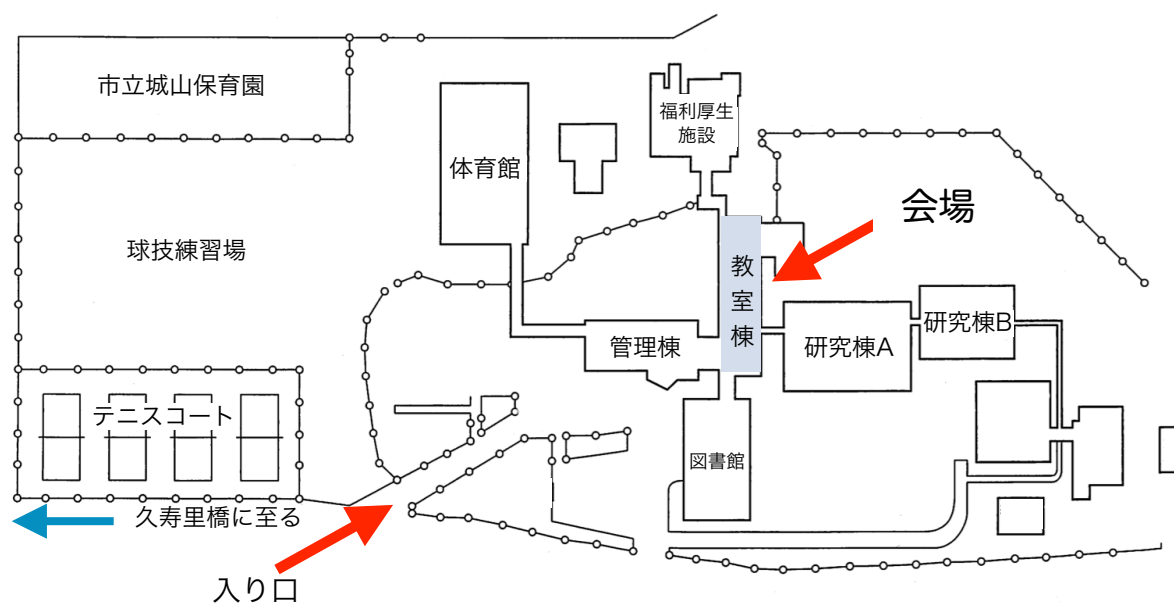 市立城山保育園
福利厚生
施設
体育館
会場
球技練習場
教室棟
研究棟B
管理棟
研究棟A
テニスコート
図書館
久寿里橋に至る
入り口